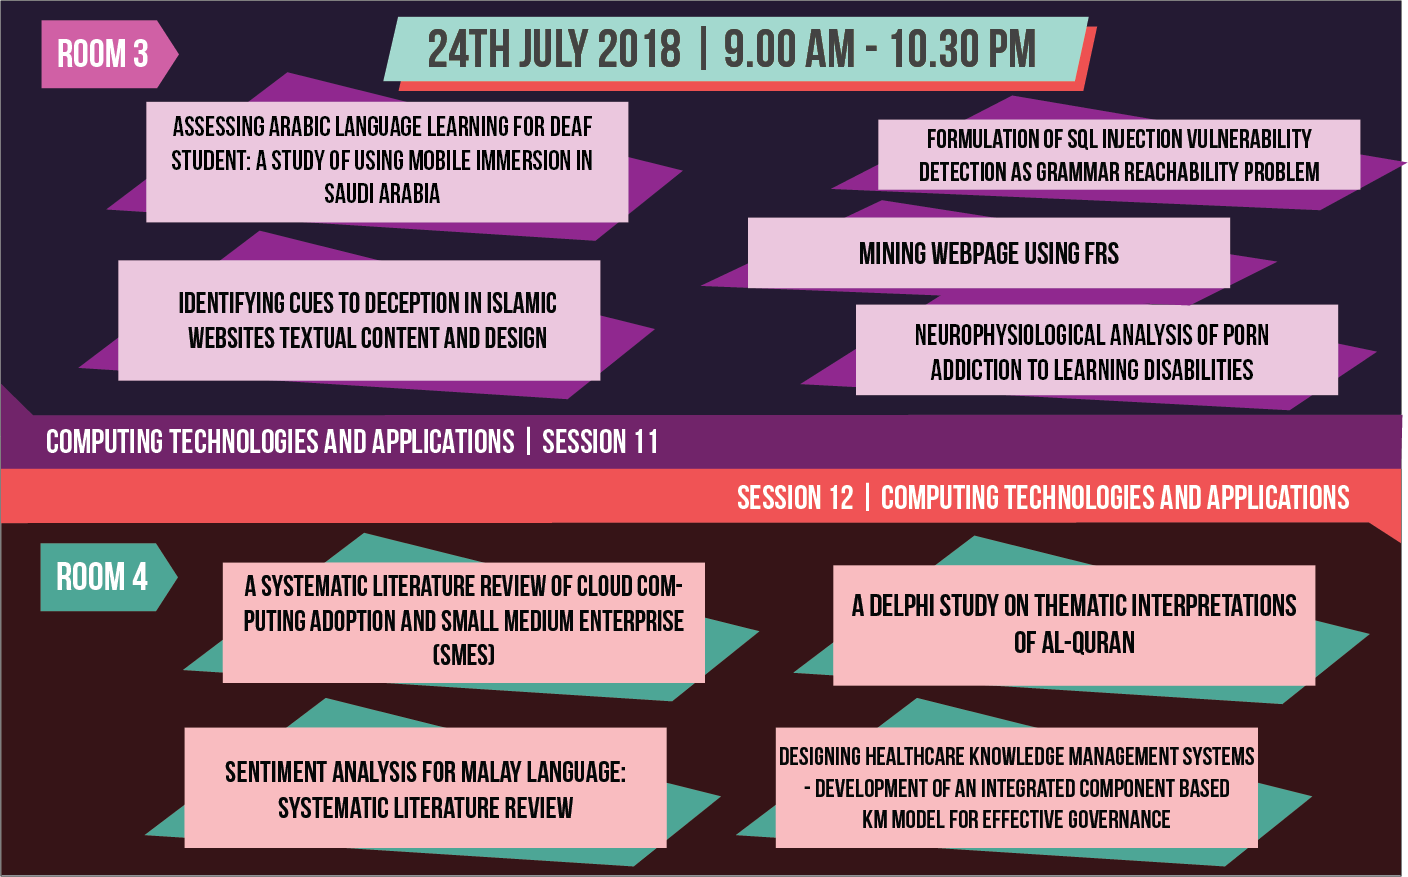 ROOM 3
24TH JULY 2018 | 9.00 AM - 10.30 PM
ASSESSING ARABIC LANGUAGE LEARNING FOR DEAF
STUDENT: A STUDY OF USING MOBILE IMMERSION IN
SAUDI ARABIA
IDENTIFYING CUES TO DECEPTION IN ISLAMIC
WEBSITES TEXTUAL CONTENT AND DESIGN
FORMULATION OF SQL INJECTION VULNERABILITY
DETECTION AS GRAMMAR REACHABILITY PROBLEM
MINING WEBPAGE USING FRS
NEUROPHYSIOLOGICAL ANALYSIS OF PORN
ADDICTION TO LEARNING DISABILITIES
COMPUTING TECHNOLOGIES AND APPLICATIONS | SESSION 11
SESSION 12 | COMPUTING TECHNOLOGIES AND APPLICATIONS
ROOM 4
A SYSTEMATIC LITERATURE REVIEW OF CLOUD COM-
PUTING ADOPTION AND SMALL MEDIUM ENTERPRISE
(SMES)
A DELPHI STUDY ON THEMATIC INTERPRETATIONS
OF AL-QURAN
SENTIMENT ANALYSIS FOR MALAY LANGUAGE:
SYSTEMATIC LITERATURE REVIEW
DESIGNING HEALTHCARE KNOWLEDGE MANAGEMENT SYSTEMS
- DEVELOPMENT OF AN INTEGRATED COMPONENT BASED
KM MODEL FOR EFFECTIVE GOVERNANCE